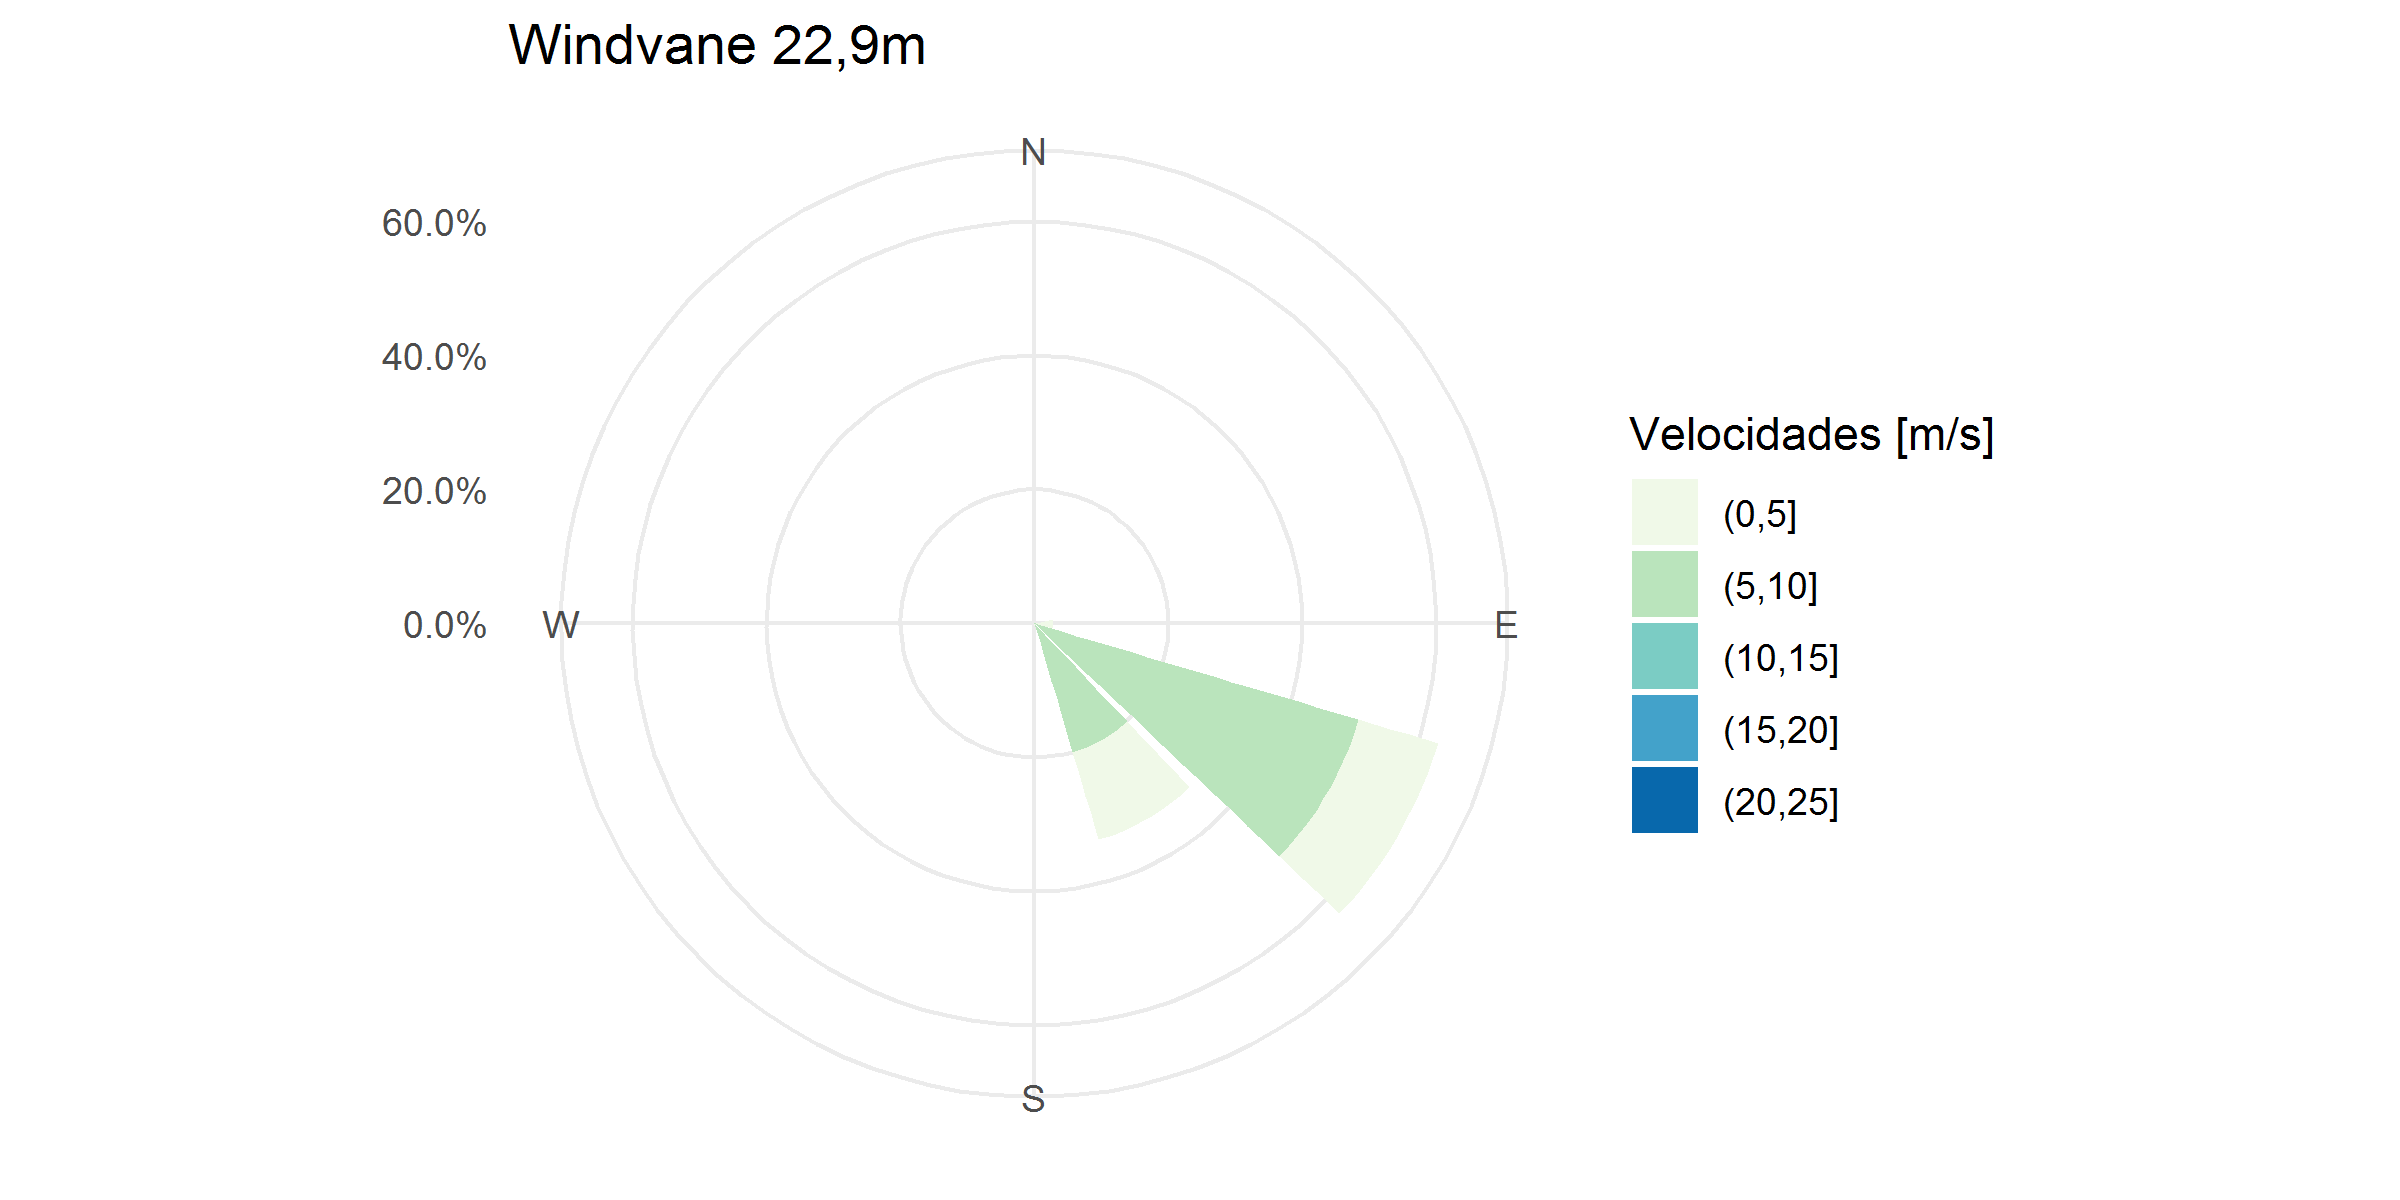 Windvane 22,9m
N
60.0%
40.0%
20.0%
0.0%
W
E
S
Velocidades [m/s]
(0,5]
(5,10]
(10,15]
(15,20]
(20,25]